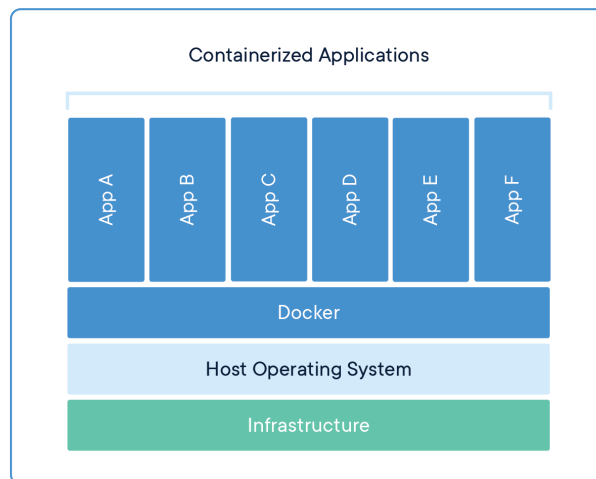 Containerized Applications
App A
App B
App C
App D
App E
App F
Docker
Host Operating System
Infrastructure